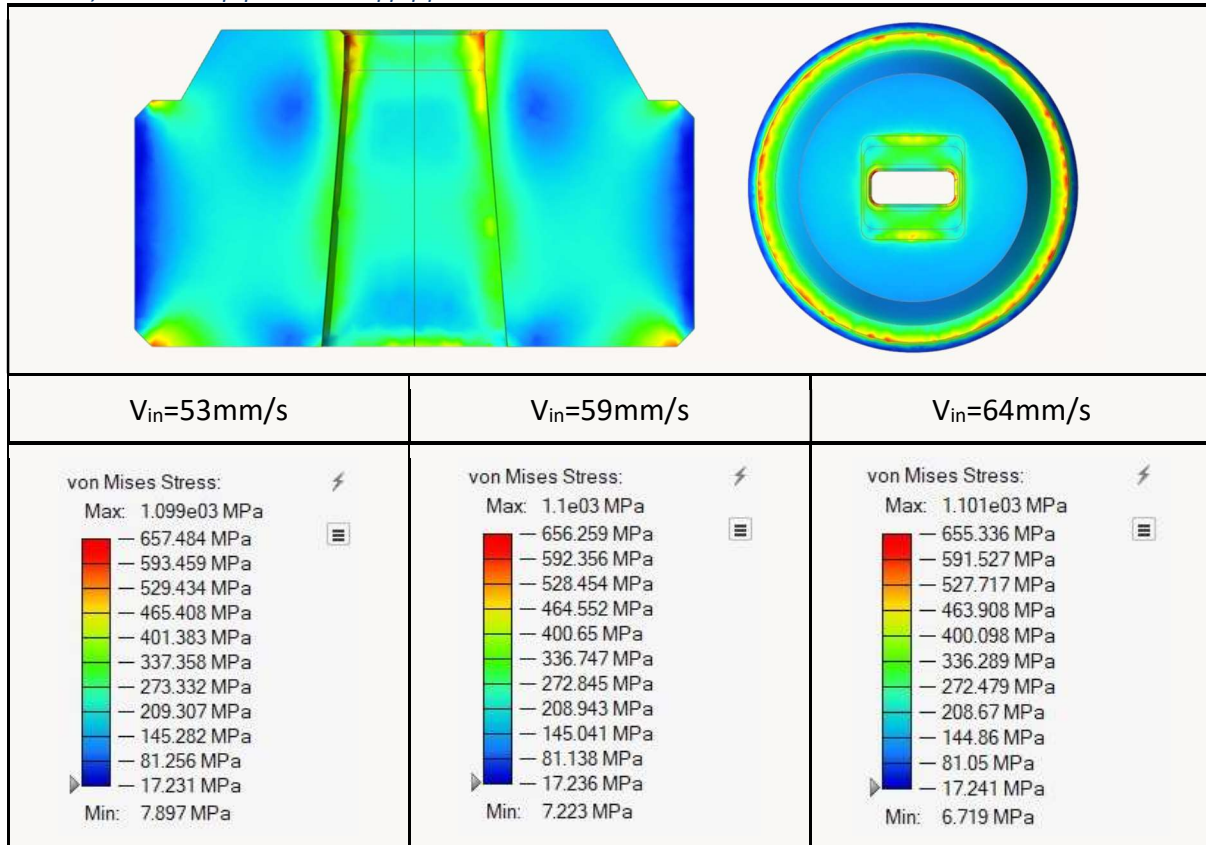 V_in=53mm/s
V_in=59mm/s
V_in=64mm/s
von Mises Stress:
Max: 1.099e03 MPa
657.484 MPa
593.459 MPa
529.434 MPa
465.408 MPa
401.383 MPa
337.358 MPa
273.332 MPa
209.307 MPa
145.282 MPa
81.256 MPa
17.231 MPa
Min: 7.897 MPa
von Mises Stress:
Max: 1.1e03 MPa
656.259 MPa
592.356 MPa
528.454 MPa
464.552 MPa
400.65 MPa
336.747 MPa
272.845 MPa
208.943 MPa
145.041 MPa
81.138 MPa
17.236 MPa
Min: 7.223 MPa
von Mises Stress:
Max: 1.101e03 MPa
655.336 MPa
591.527 MPa
527.717 MPa
463.908 MPa
400.098 MPa
336.289 MPa
272.479 MPa
208.67 MPa
144.86 MPa
81.05 MPa
17.241 MPa
Min: 6.719 MPa